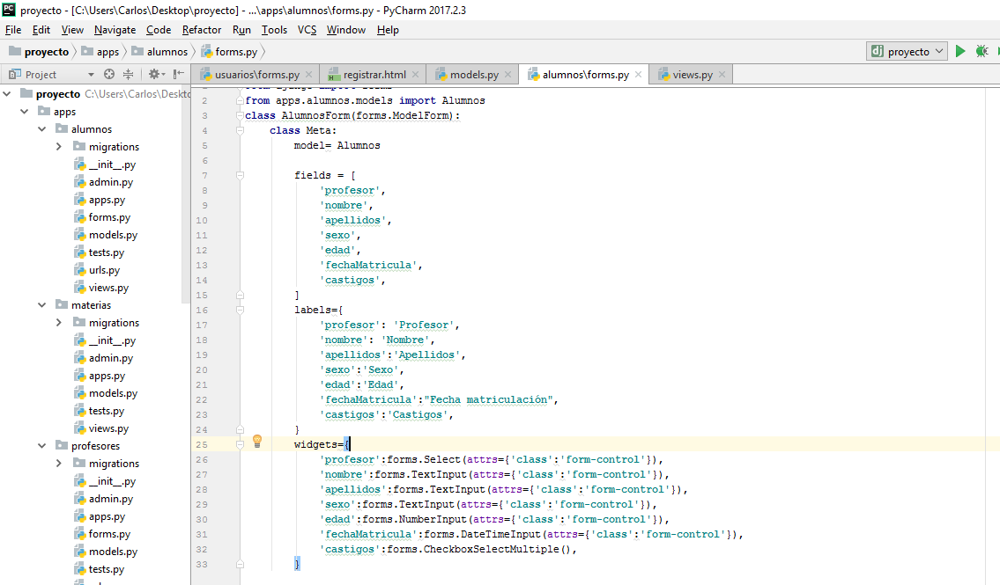 proyecto - [C:\Users\Carlos\Desktop\proyecto] - ...\apps\alumnos\forms.py - PyCharm 2017.2.3
File Edit View Navigate Code Refactor Run Tools VCS Window Help
proyecto apps alumnos forms.py proyecto
Project usuarios\forms.py registrar.html models.py alumnos\forms.py views.py
proyecto C:\Users\Carlos\Deskto
apps
alumnos
migrations
__init__.py
admin.py
apps.py
forms.py
models.py
tests.py
urls.py
views.py
materias
migrations
__init__.py
admin.py
apps.py
models.py
tests.py
views.py
profesores
migrations
__init__.py
admin.py
apps.py
forms.py
models.py
tests.py
2 from apps.alumnos.models import Alumnos
3 class AlumnosForm(forms.ModelForm):
4 class Meta:
5 model= Alumnos
6
7 fields = [
8 'profesor',
9 'nombre',
10 'apellidos',
11 'sexo',
12 'edad',
13 'fechaMatricula',
14 'castigos',
15 ]
16 labels={
17 'profesor': 'Profesor',
18 'nombre': 'Nombre',
19 'apellidos':'Apellidos',
20 'sexo':'Sexo',
21 'edad':'Edad',
22 'fechaMatricula':"Fecha matriculación",
23 'castigos':'Castigos',
24 }
25 widgets={
26 'profesor':forms.Select(attrs={'class':'form-control'}),
27 'nombre':forms.TextInput(attrs={'class':'form-control'}),
28 'apellidos':forms.TextInput(attrs={'class':'form-control'}),
29 'sexo':forms.TextInput(attrs={'class':'form-control'}),
30 'edad':forms.NumberInput(attrs={'class':'form-control'}),
31 'fechaMatricula':forms.DateTimeInput(attrs={'class':'form-control'}),
32 'castigos':forms.CheckboxSelectMultiple(),
33 }